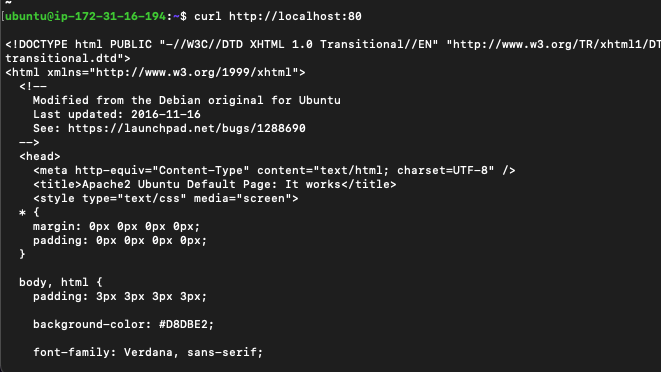 ~
[ubuntu@ip-172-31-16-194:~$ curl http://localhost:80
<!DOCTYPE html PUBLIC "-//W3C//DTD XHTML 1.0 Transitional//EN" "http://www.w3.org/TR/xhtml1/DT
transitional.dtd">
<html xmlns="http://www.w3.org/1999/xhtml">
  <!--
    Modified from the Debian original for Ubuntu
    Last updated: 2016-11-16
    See: https://launchpad.net/bugs/1288690
  -->
  <head>
    <meta http-equiv="Content-Type" content="text/html; charset=UTF-8" />
    <title>Apache2 Ubuntu Default Page: It works</title>
    <style type="text/css" media="screen">
  * {
    margin: 0px 0px 0px 0px;
    padding: 0px 0px 0px 0px;
  }
  body, html {
    padding: 3px 3px 3px 3px;
    background-color: #D8DBE2;
    font-family: Verdana, sans-serif;